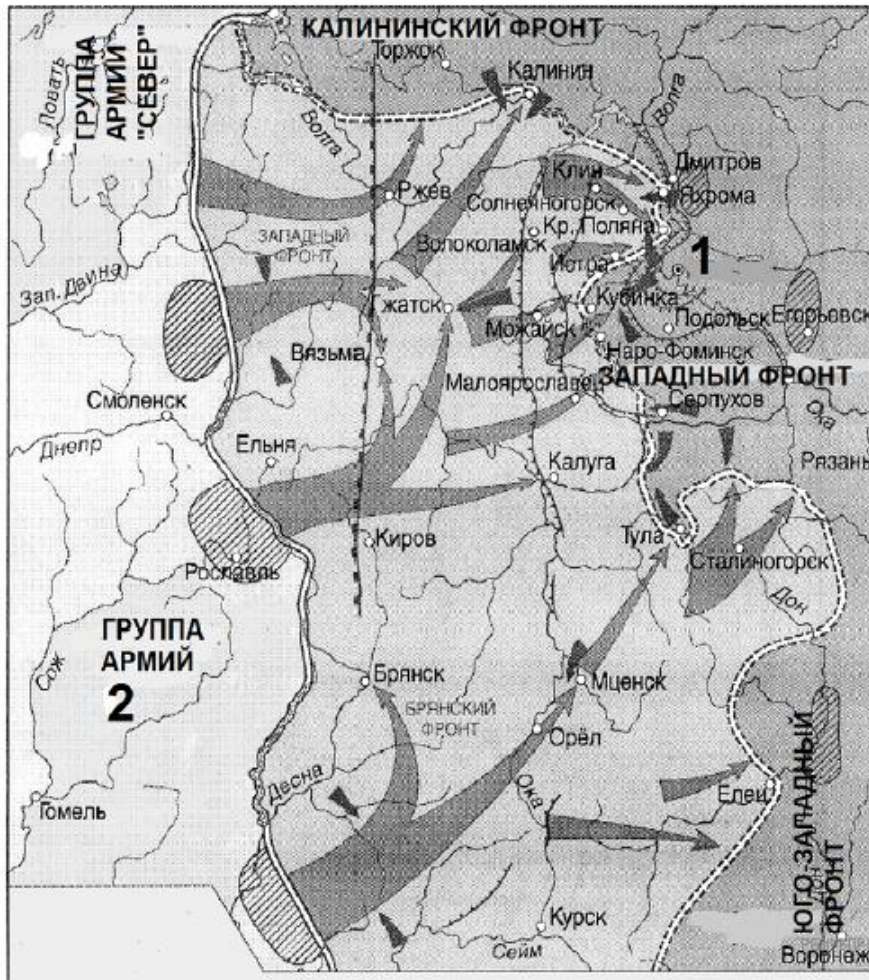 КАЛИНИНСКИЙ ФРОНТ
Торжок
Ловать
ГРУППА
АРМИЙ
"СЕВЕР"
Калинин
Волга
Волга
Дмитров
Клин
Яхрома
Ржев
Солнечногорск
Кр. Поляна
ЗАПАДНЫЙ
ФРОНТ
Волоколамск
Истра
1
Зап. Двина
Гжатск
Кубинка
Можайск
Подольск
Егорьевск
Вязьма
Наро-Фоминск
Малоярославец
ЗАПАДНЫЙ ФРОНТ
Смоленск
Серпухов
Ока
Днепр
Ельня
Калуга
Рязань
Киров
Тула
Рославль
Сталиногорск
Дон
ГРУППА
АРМИЙ
2
Сож
Брянск
Мценск
БРЯНСКИЙ
ФРОНТ
Орёл
Десна
Ока
Елец
Гомель
ЮГО-ЗАПАДНЫЙ
ФРОНТ
Дон
Курск
Сейм
Воронеж